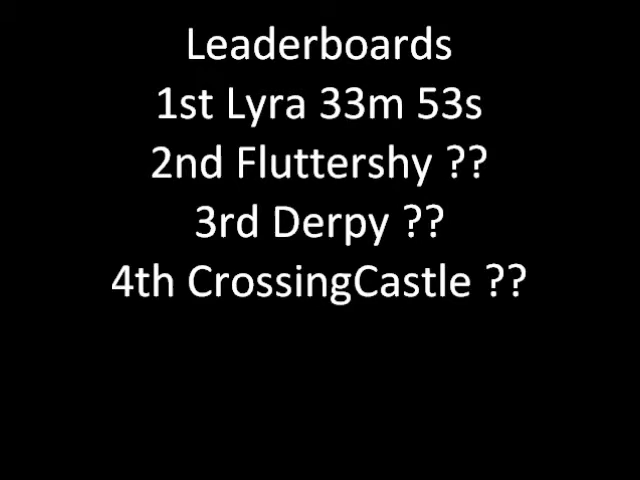 Leaderboards
1st Lyra 33m 53s
2nd Fluttershy ??
3rd Derpy ??
4th CrossingCastle ??